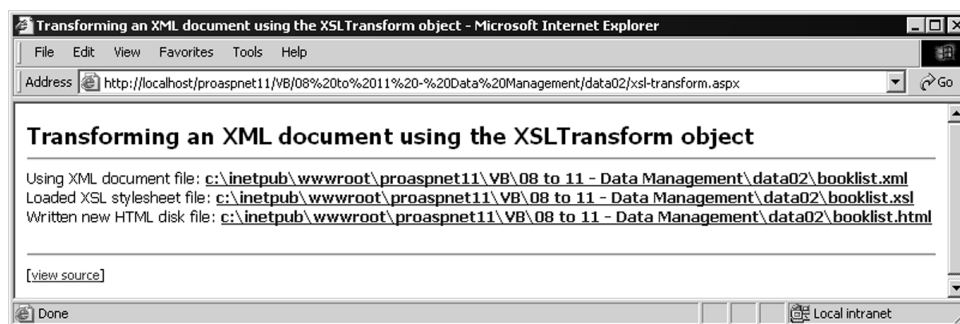 Transforming an XML document using the XSLTransform object - Microsoft Internet Explorer
File Edit View Favorites Tools Help
Address http://localhost/proaspnet11/VB/08%20to%2011%20-%20Data%20Management/data02/xsl-transform.aspx Go
Transforming an XML document using the XSLTransform object
Using XML document file: c:\inetpub\wwwroot\proaspnet11\VB\08 to 11 - Data Management\data02\booklist.xml
Loaded XSL stylesheet file: c:\inetpub\wwwroot\proaspnet11\VB\08 to 11 - Data Management\data02\booklist.xsl
Written new HTML disk file: c:\inetpub\wwwroot\proaspnet11\VB\08 to 11 - Data Management\data02\booklist.html
[view source]
Done Local intranet